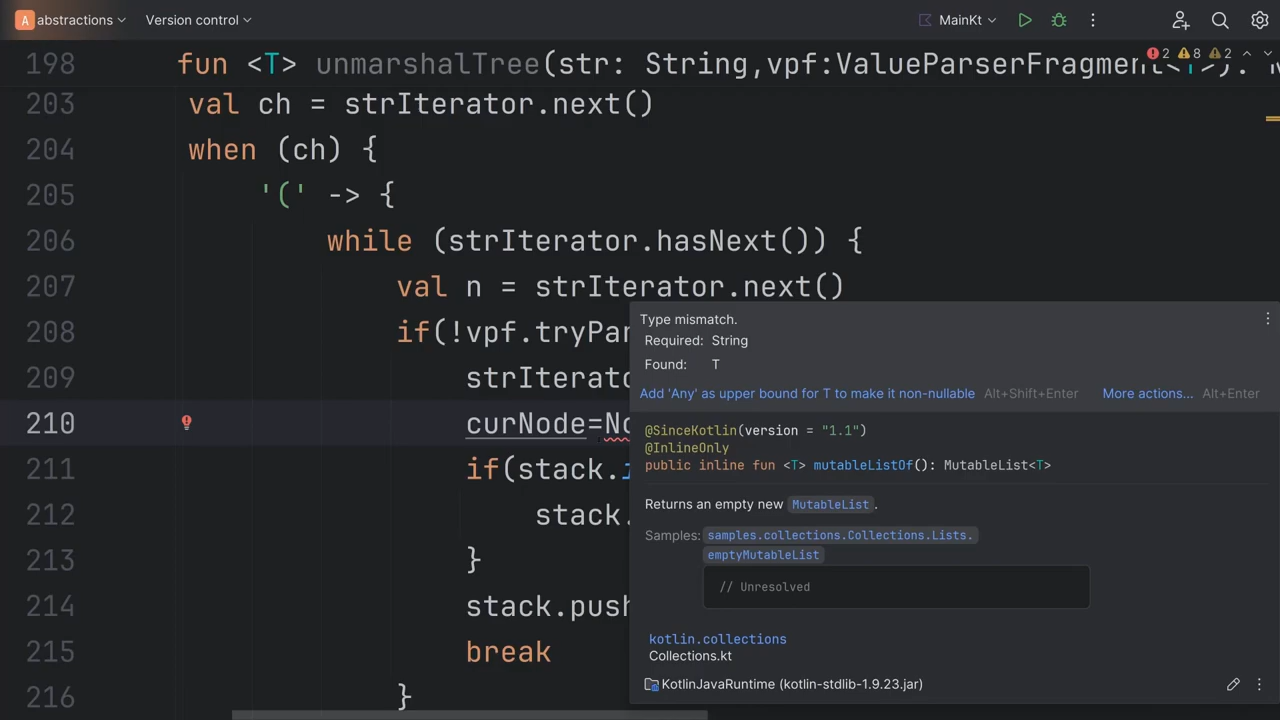 A abstractions Version control MainKt
198 fun <T> unmarshalTree(str: String,vpf:ValueParserFragment<T>):
2 8 2
203 val ch = strIterator.next()
204 when (ch) {
205 '(' -> {
206 while (strIterator.hasNext()) {
207 val n = strIterator.next()
208 if(!vpf.tryPar
209 strIterato
210 curNode=No
211 if(stack.i
212 stack.
213 }
214 stack.push
215 break
216 }
Type mismatch.
Required: String
Found: T
Add 'Any' as upper bound for T to make it non-nullable Alt+Shift+Enter More actions... Alt+Enter
@SinceKotlin(version = "1.1")
@InlineOnly
public inline fun <T> mutableListOf(): MutableList<T>
Returns an empty new MutableList.
Samples: samples.collections.Collections.Lists.
emptyMutableList
// Unresolved
kotlin.collections
Collections.kt
KotlinJavaRuntime (kotlin-stdlib-1.9.23.jar)